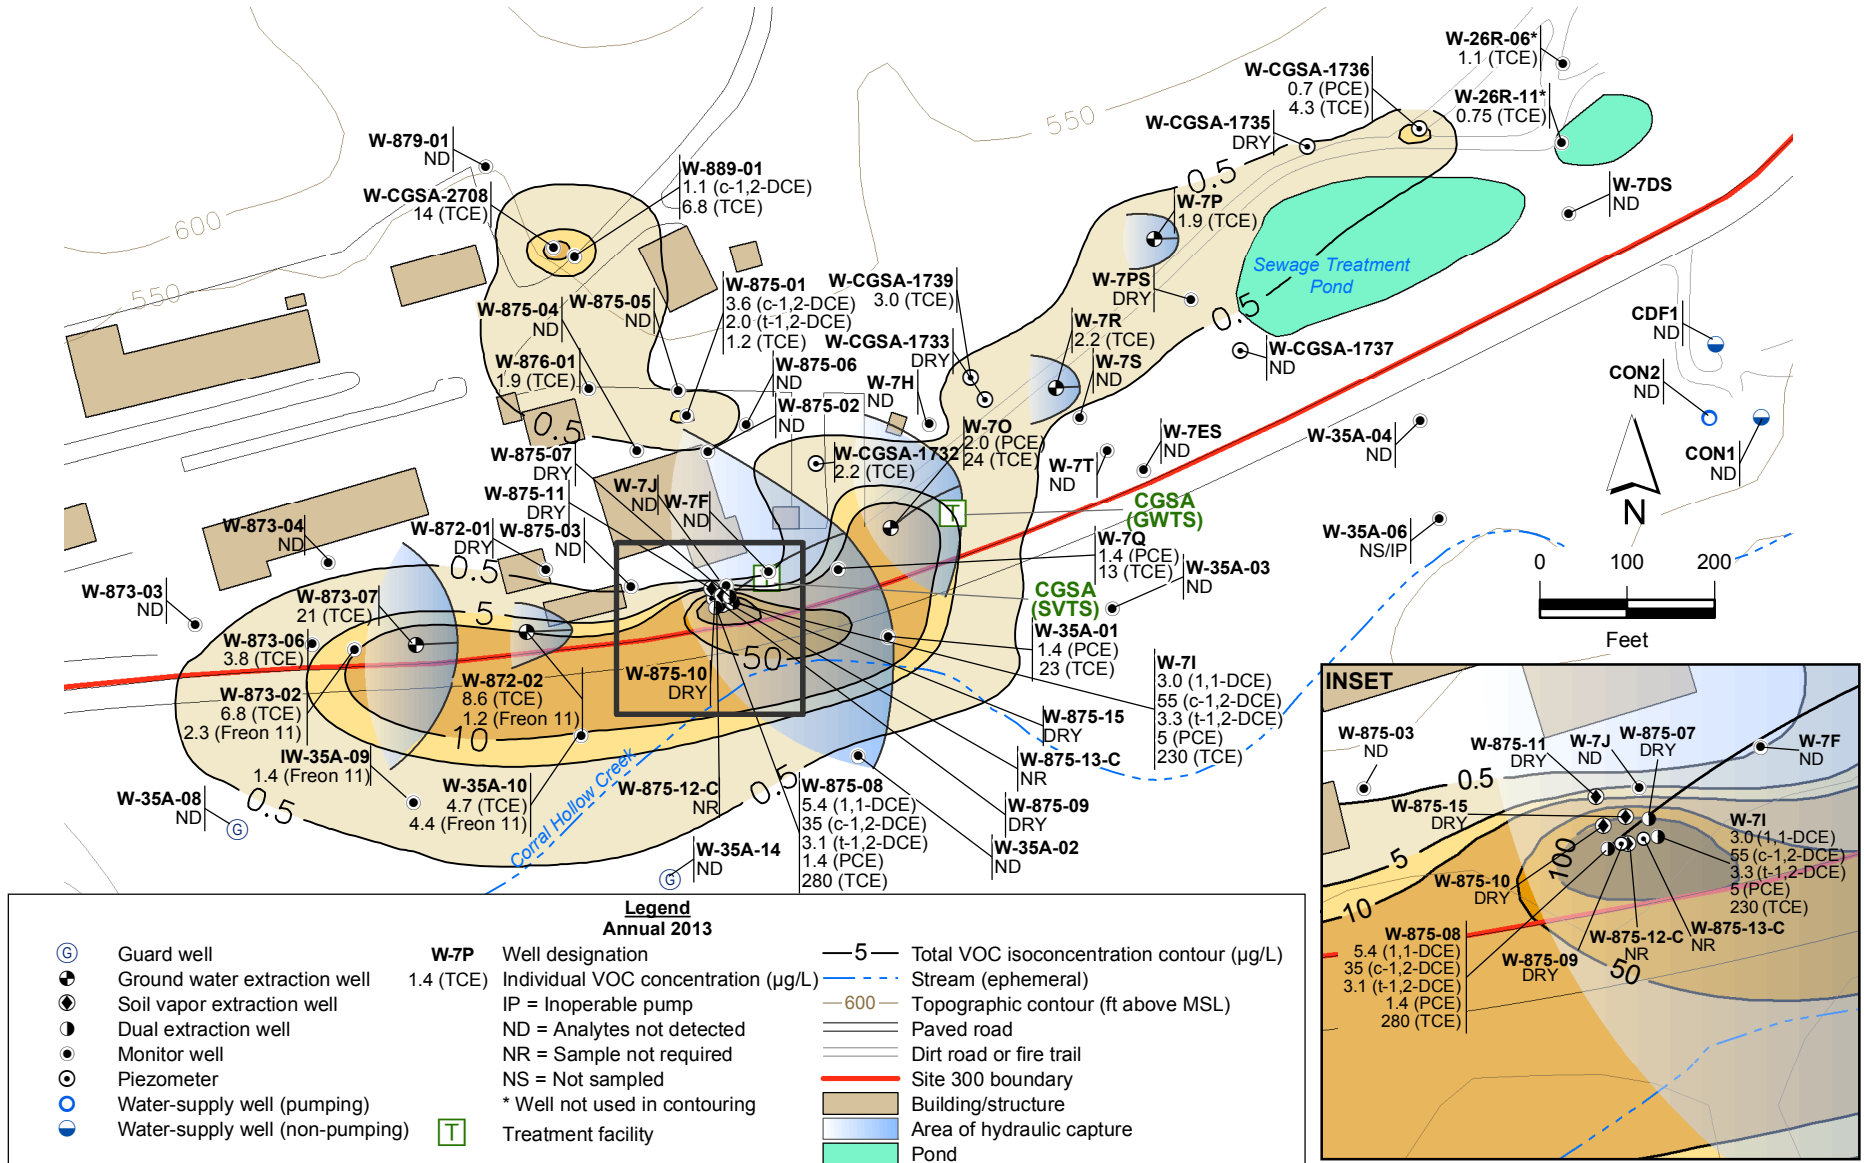 W-26R-06*
1.1 (TCE)
W-CGSA-1736
0.7 (PCE)
4.3 (TCE)
W-26R-11*
0.75 (TCE)
550
W-CGSA-1735
DRY
W-879-01
ND
W-889-01
1.1 (c-1,2-DCE)
6.8 (TCE)
W-CGSA-2708
14 (TCE)
0.5
W-7P
1.9 (TCE)
W-7DS
ND
600
550
Sewage Treatment
Pond
W-875-01
3.6 (c-1,2-DCE)
2.0 (t-1,2-DCE)
1.2 (TCE)
W-CGSA-1739
3.0 (TCE)
W-7PS
DRY
W-875-04
ND
W-875-05
ND
0.5
W-7R
2.2 (TCE)
CDF1
ND
W-CGSA-1733
DRY
W-CGSA-1737
ND
W-876-01
1.9 (TCE)
W-875-06
ND
W-7H
ND
W-7S
ND
CON2
ND
W-875-02
ND
0.5
W-7O
2.0 (PCE)
24 (TCE)
W-7ES
ND
W-35A-04
ND
W-875-07
DRY
W-CGSA-1732
2.2 (TCE)
W-7T
ND
CON1
ND
W-875-11
DRY
W-7J
ND
W-7F
ND
CGSA
(GWTS)
T
N
W-873-04
ND
W-872-01
DRY
W-875-03
ND
W-35A-06
NS/IP
W-7Q
1.4 (PCE)
13 (TCE)
W-35A-03
ND
0 100 200
Feet
0.5
T
W-873-03
ND
W-873-07
21 (TCE)
5
CGSA
(SVTS)
W-873-06
3.8 (TCE)
W-35A-01
1.4 (PCE)
23 (TCE)
50
W-875-10
DRY
W-872-02
8.6 (TCE)
1.2 (Freon 11)
W-7I
3.0 (1,1-DCE)
55 (c-1,2-DCE)
3.3 (t-1,2-DCE)
5 (PCE)
230 (TCE)
W-873-02
6.8 (TCE)
2.3 (Freon 11)
10
W-875-15
DRY
IW-35A-09
1.4 (Freon 11)
W-875-13-C
NR
W-35A-08
ND
G
0.5
W-35A-10
4.7 (TCE)
4.4 (Freon 11)
Corral Hollow Creek
W-875-12-C
NR
0.5
W-875-08
5.4 (1,1-DCE)
35 (c-1,2-DCE)
3.1 (t-1,2-DCE)
1.4 (PCE)
280 (TCE)
W-875-09
DRY
W-35A-14
ND
G
W-35A-02
ND
INSET
W-875-03
ND
W-875-11
DRY
W-7J
ND
W-875-07
DRY
W-7F
ND
0.5
W-875-15
DRY
W-7I
3.0 (1,1-DCE)
55 (c-1,2-DCE)
3.3 (t-1,2-DCE)
5 (PCE)
230 (TCE)
5
100
W-875-10
DRY
10
W-875-08
5.4 (1,1-DCE)
35 (c-1,2-DCE)
3.1 (t-1,2-DCE)
1.4 (PCE)
280 (TCE)
W-875-09
DRY
W-875-12-C
NR
W-875-13-C
NR
50
Legend
Annual 2013
G Guard well
Ground water extraction well
Soil vapor extraction well
Dual extraction well
Monitor well
Piezometer
Water-supply well (pumping)
Water-supply well (non-pumping)
W-7P Well designation
1.4 (TCE) Individual VOC concentration (µg/L)
IP = Inoperable pump
ND = Analytes not detected
NR = Sample not required
NS = Not sampled
* Well not used in contouring
T Treatment facility
5 Total VOC isoconcentration contour (µg/L)
Stream (ephemeral)
600 Topographic contour (ft above MSL)
Paved road
Dirt road or fire trail
Site 300 boundary
Building/structure
Area of hydraulic capture
Pond